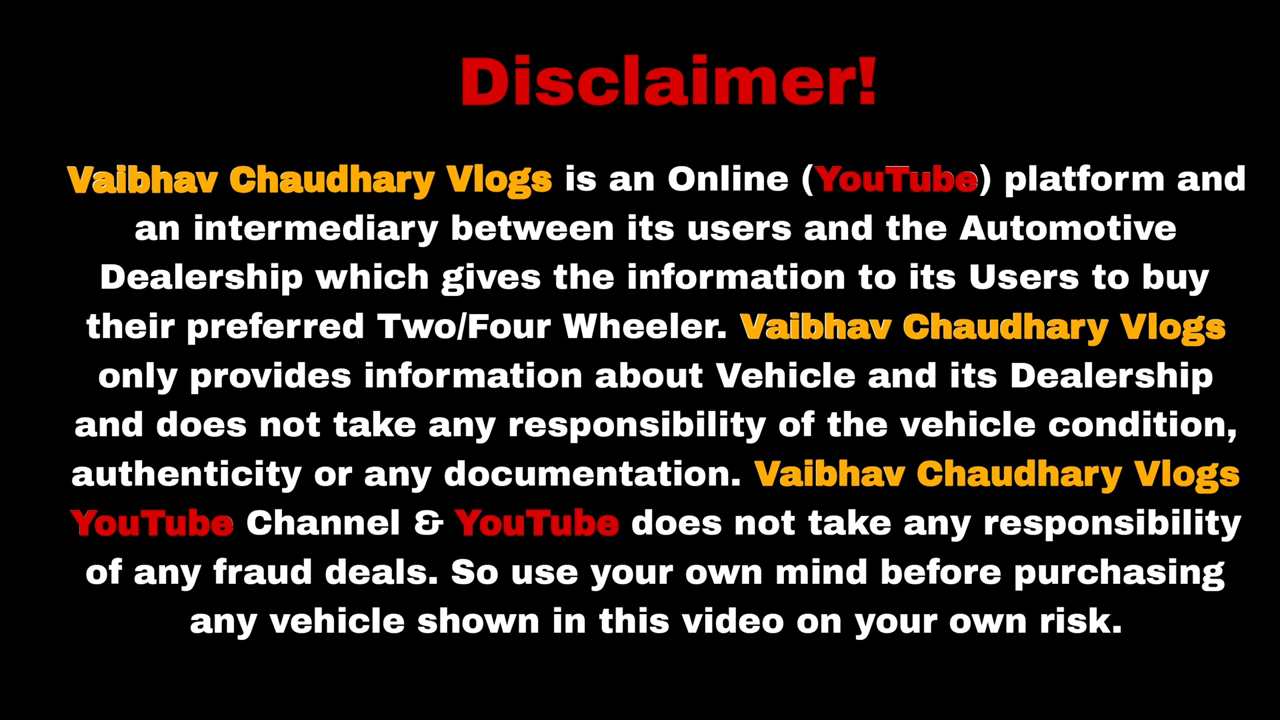 Disclaimer!
Vaibhav Chaudhary Vlogs is an Online (YouTube) platform and
an intermediary between its users and the Automotive
Dealership which gives the information to its Users to buy
their preferred Two/Four Wheeler. Vaibhav Chaudhary Vlogs
only provides information about Vehicle and its Dealership
and does not take any responsibility of the vehicle condition,
authenticity or any documentation. Vaibhav Chaudhary Vlogs
YouTube Channel & YouTube does not take any responsibility
of any fraud deals. So use your own mind before purchasing
any vehicle shown in this video on your own risk.